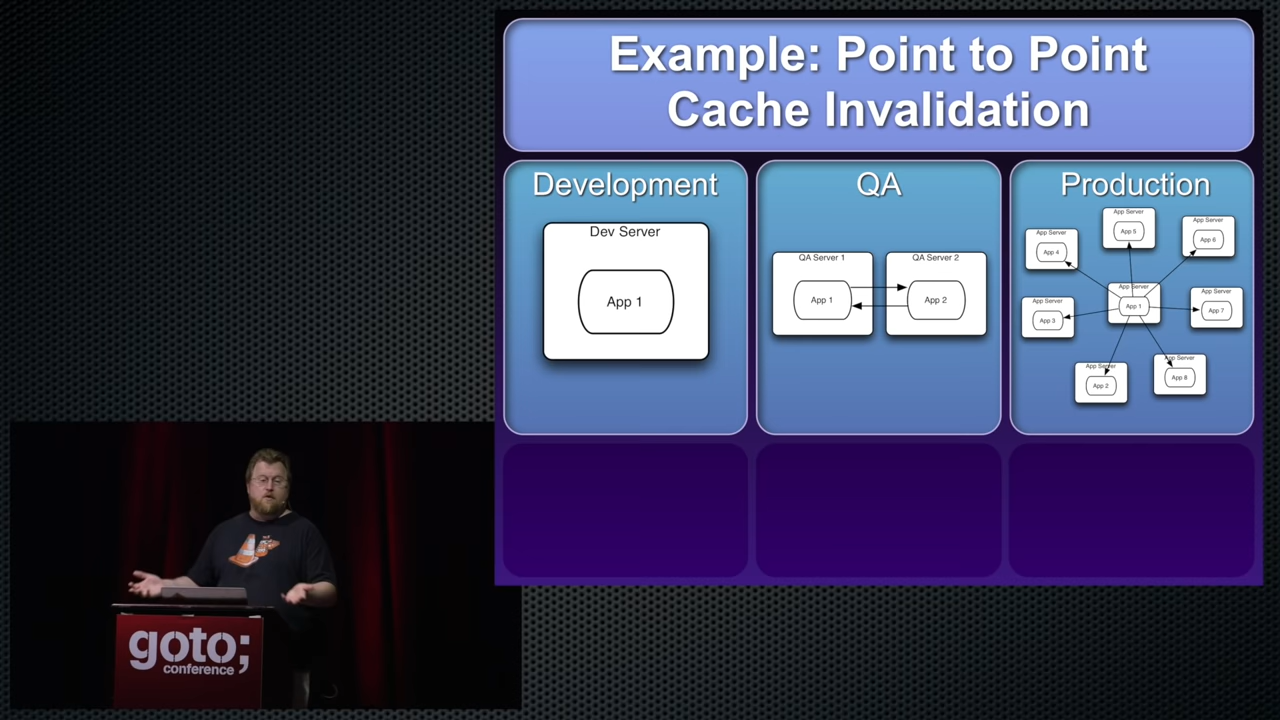 Example: Point to Point
Cache Invalidation
Development
Dev Server
App 1
QA
QA Server 1
App 1
QA Server 2
App 2
Production
App Server
App 5
App Server
App 6
App Server
App 4
App Server
App 1
App Server
App 7
App Server
App 3
App Server
App 8
App Server
App 2
goto;
conference